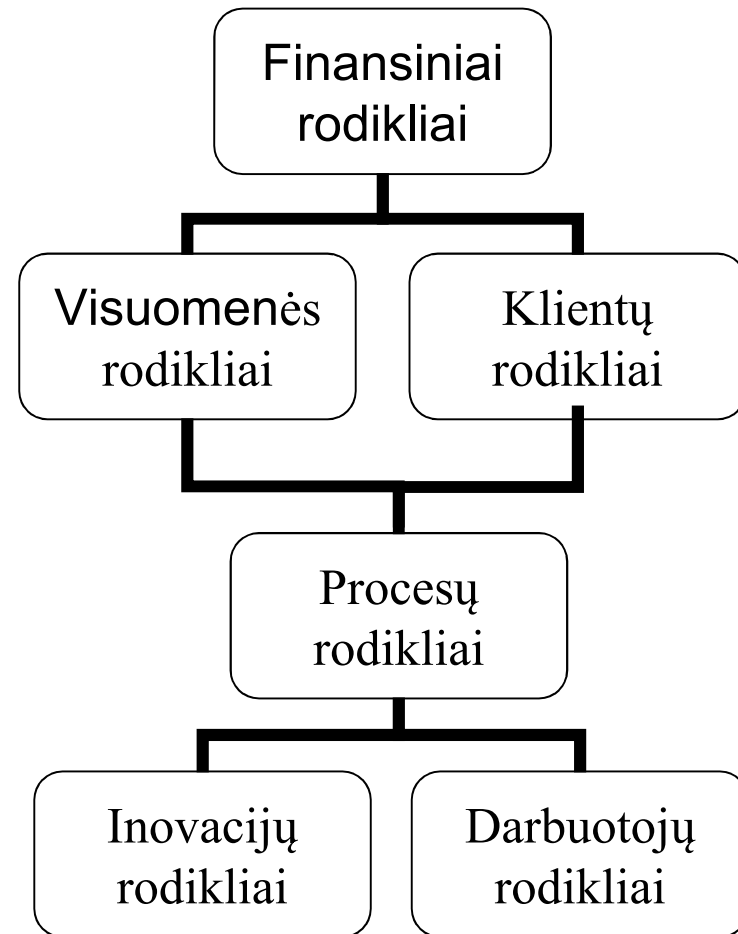 Finansiniai
rodikliai
Visuomenės
rodikliai
Klientų
rodikliai
Procesų
rodikliai
Inovacijų
rodikliai
Darbuotojų
rodikliai